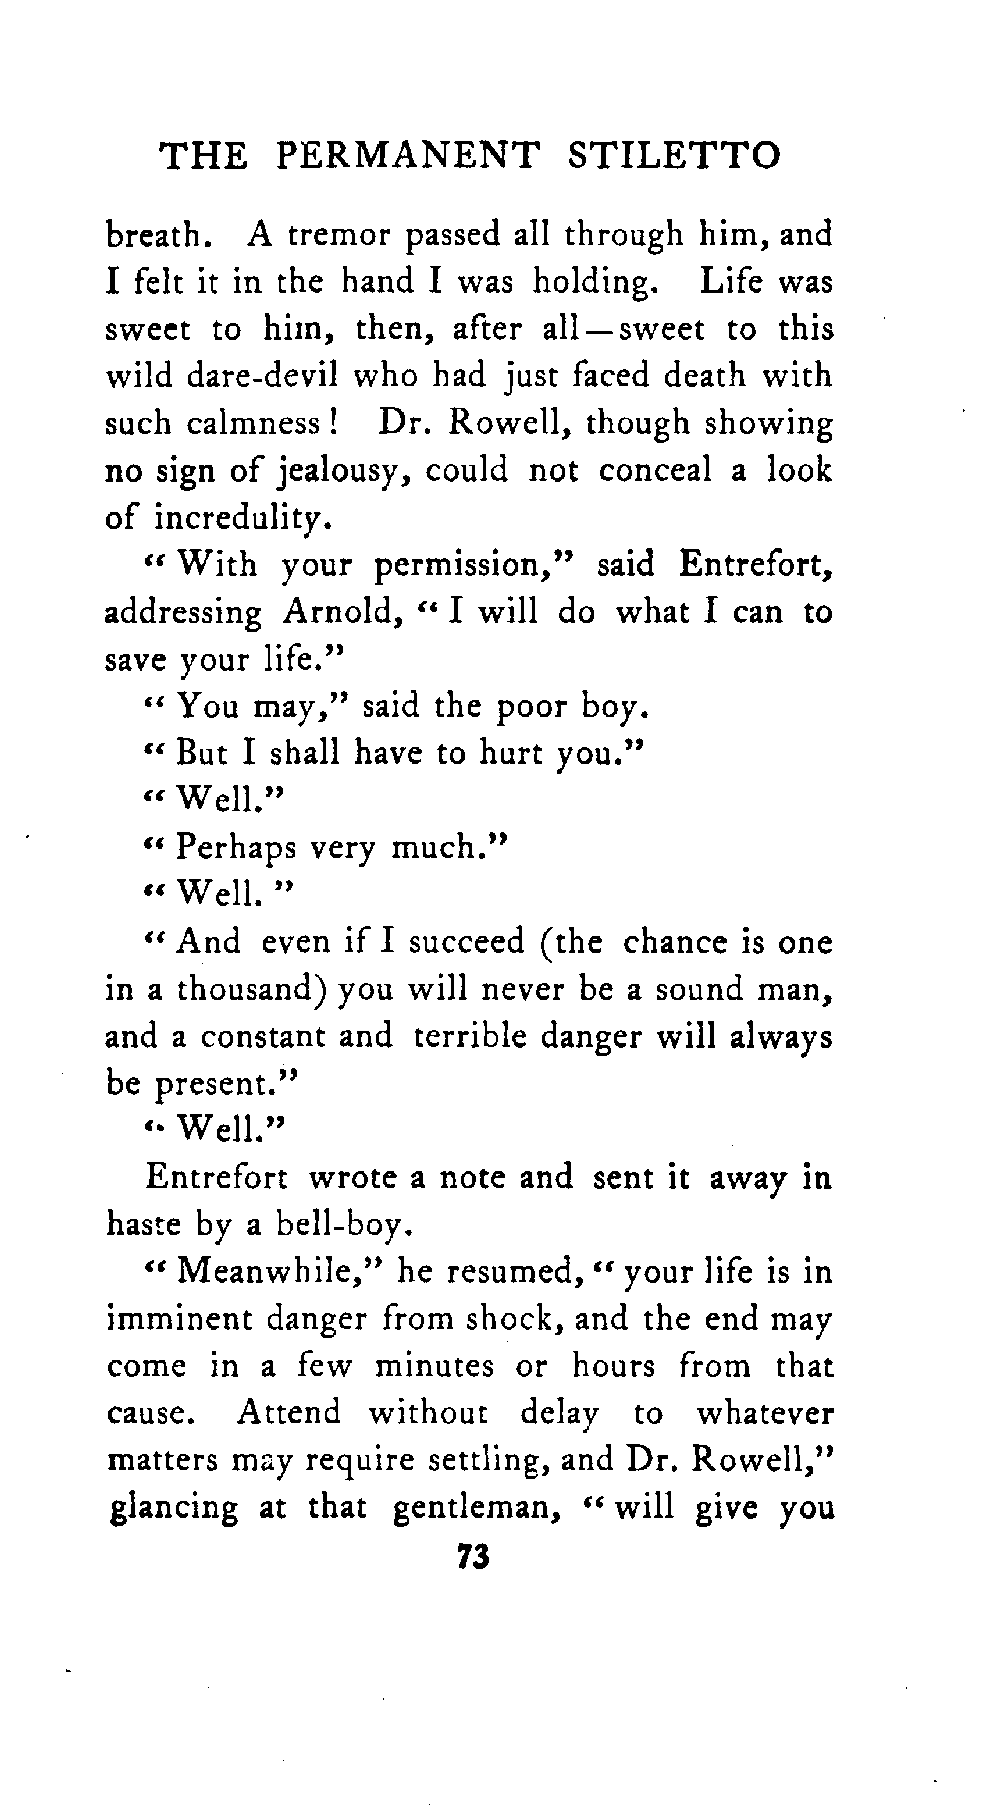 THE PERMANENT STILETTO
breath. A tremor passed all through him, and
I felt it in the hand I was holding. Life was
sweet to him, then, after all—sweet to this
wild dare-devil who had just faced death with
such calmness! Dr. Rowell, though showing
no sign of jealousy, could not conceal a look
of incredulity.
“With your permission,” said Entrefort,
addressing Arnold, “I will do what I can to
save your life.”
“You may,” said the poor boy.
“But I shall have to hurt you.”
“Well.”
“Perhaps very much.”
“Well.”
“And even if I succeed (the chance is one
in a thousand) you will never be a sound man,
and a constant and terrible danger will always
be present.”
“Well.”
Entrefort wrote a note and sent it away in
haste by a bell-boy.
“Meanwhile,” he resumed, “your life is in
imminent danger from shock, and the end may
come in a few minutes or hours from that
cause. Attend without delay to whatever
matters may require settling, and Dr. Rowell,”
glancing at that gentleman, “will give you
73